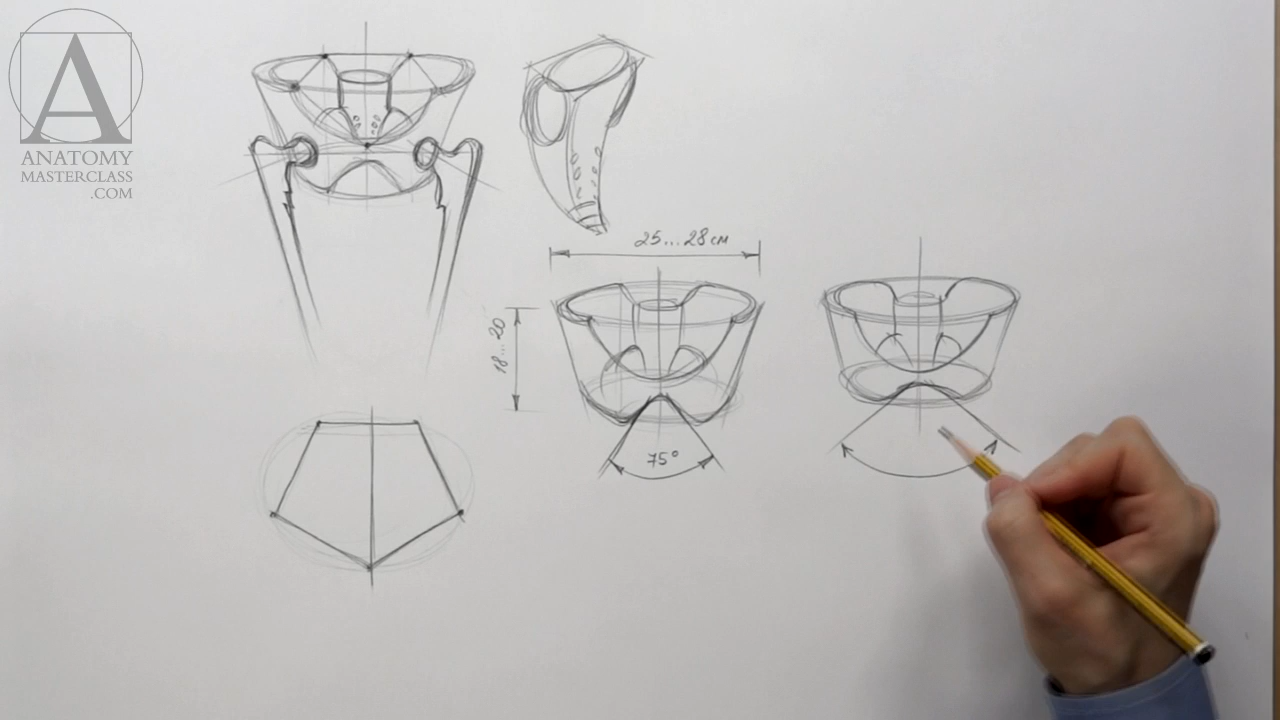 A
ANATOMY
MASTERCLASS
.COM
25...28 см
18...20
75°